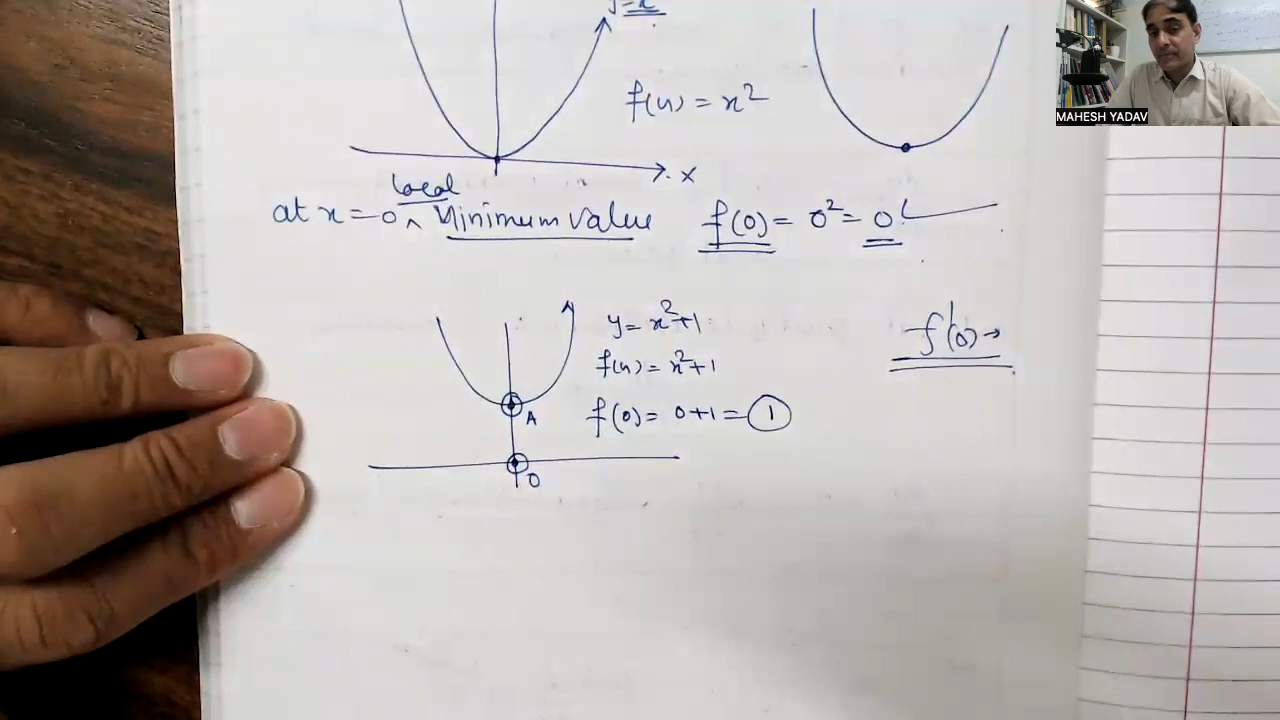 y=x
f(x) = x²
MAHESH YADAV
x
local
at x=0 ^ Minimum value f(0) = 0² = 0
y = x²+1
f(x) = x²+1
f'(0) →
f(0) = 0+1 = 1
A
O